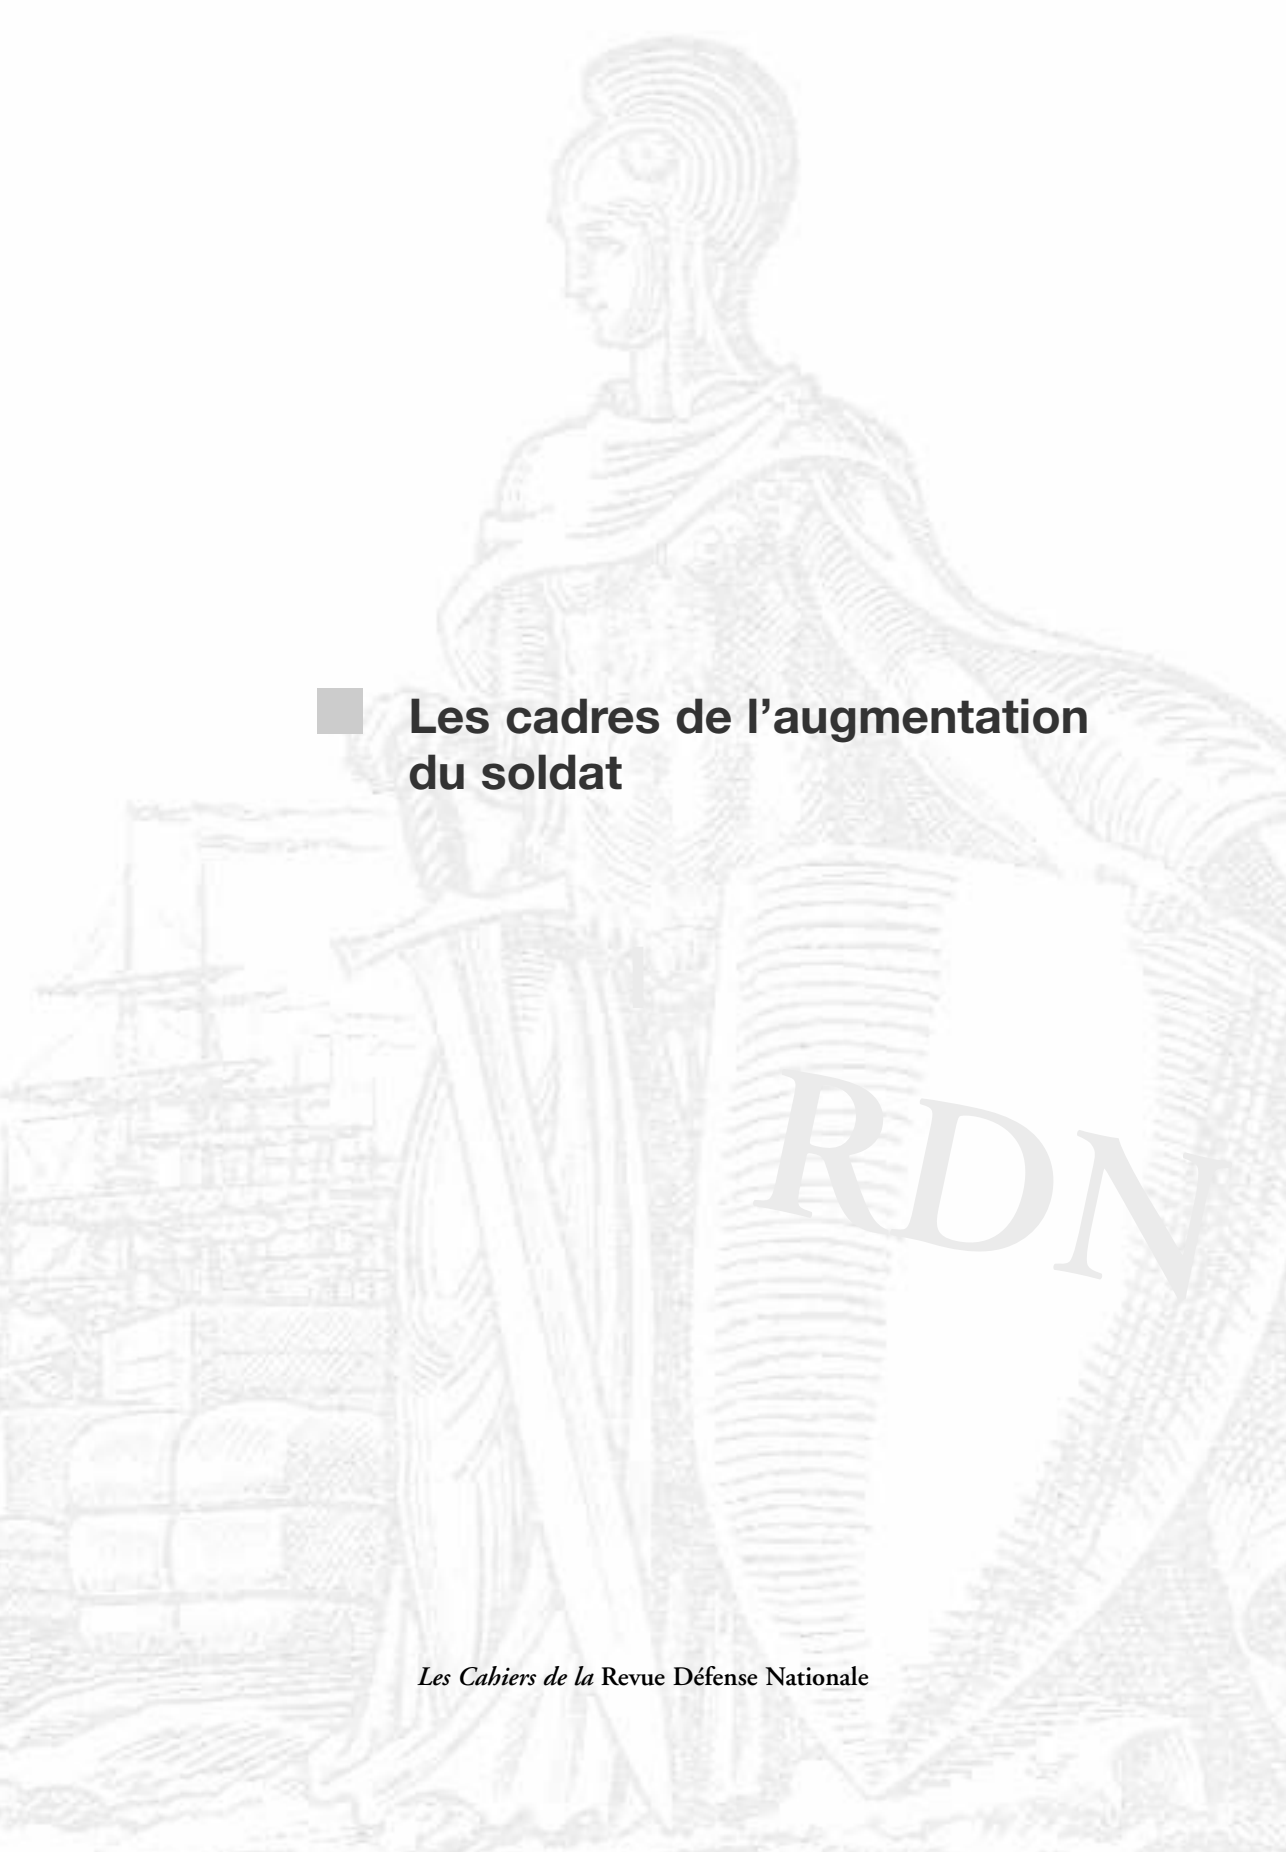 Les cadres de l’augmentation
du soldat
RDN
Les Cahiers de la Revue Défense Nationale